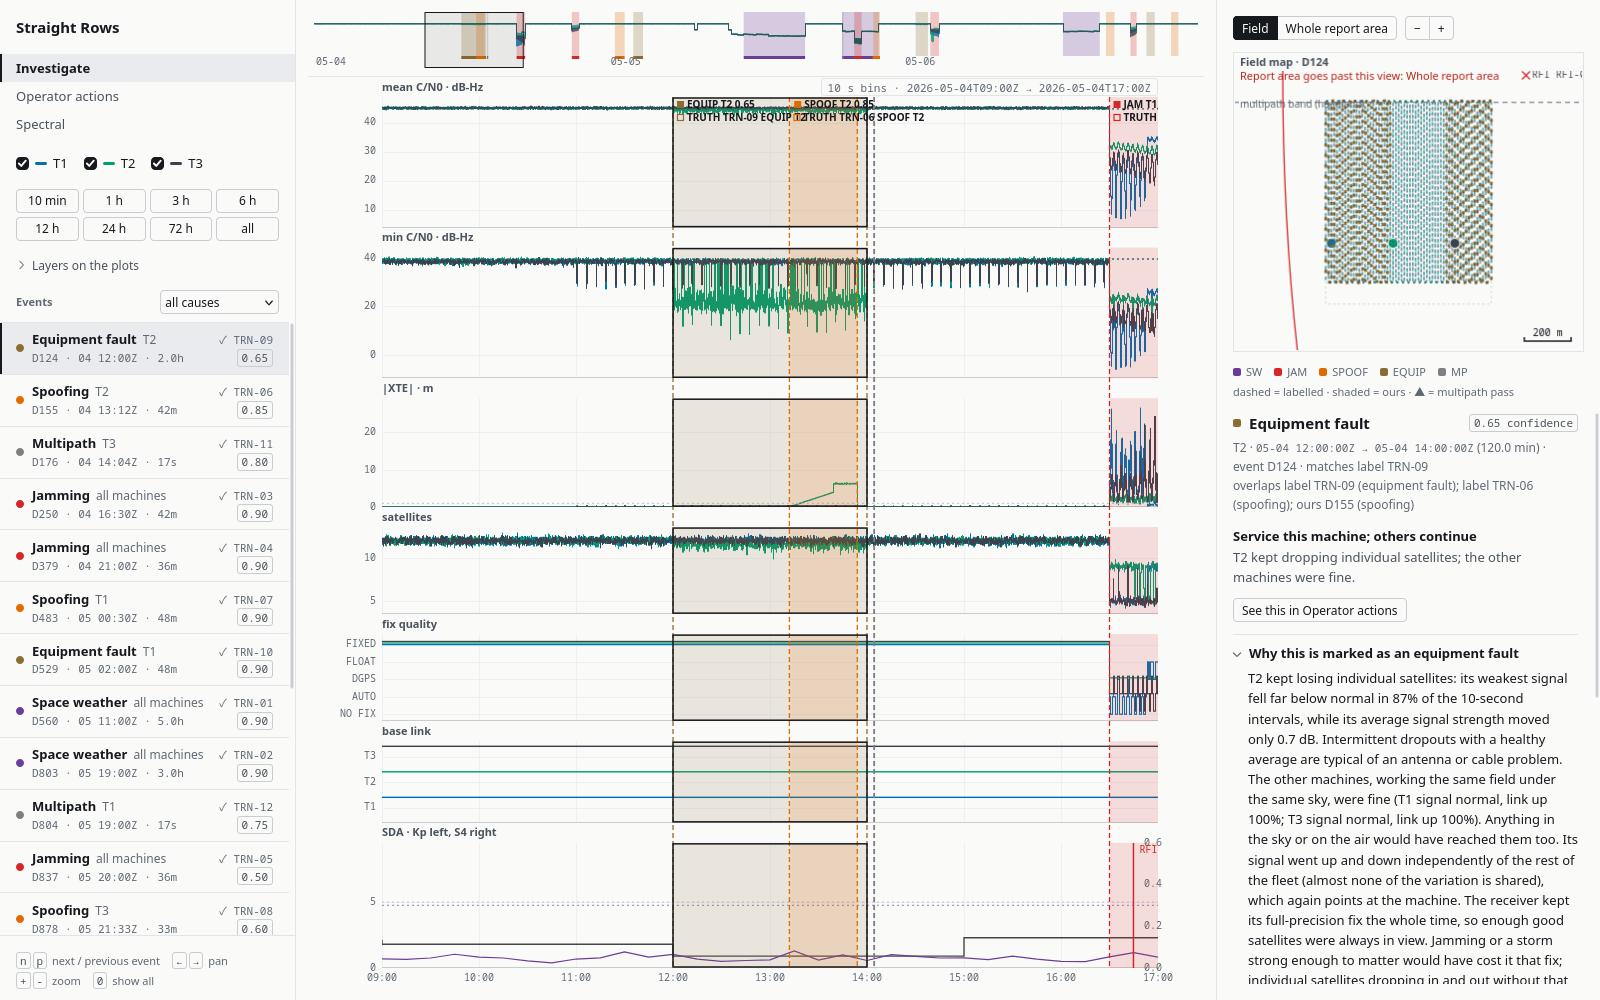 Straight Rows
Investigate
Operator actions
Spectral
T1 T2 T3
10 min 1 h 3 h 6 h
12 h 24 h 72 h all
Layers on the plots
Events all causes
Equipment fault T2 ✓ TRN-09
D124 · 04 12:00Z · 2.0h 0.65
Spoofing T2 ✓ TRN-06
D155 · 04 13:12Z · 42m 0.85
Multipath T3 ✓ TRN-11
D176 · 04 14:04Z · 17s 0.80
Jamming all machines ✓ TRN-03
D250 · 04 16:30Z · 42m 0.90
Jamming all machines ✓ TRN-04
D379 · 04 21:00Z · 36m 0.90
Spoofing T1 ✓ TRN-07
D483 · 05 00:30Z · 48m 0.90
Equipment fault T1 ✓ TRN-10
D529 · 05 02:00Z · 48m 0.90
Space weather all machines ✓ TRN-01
D560 · 05 11:00Z · 5.0h 0.90
Space weather all machines ✓ TRN-02
D803 · 05 19:00Z · 3.0h 0.90
Multipath T1 ✓ TRN-12
D804 · 05 19:00Z · 17s 0.75
Jamming all machines ✓ TRN-05
D837 · 05 20:00Z · 36m 0.50
Spoofing T3 ✓ TRN-08
D878 · 05 21:33Z · 33m 0.60
n p next / previous event ← → pan
+ - zoom 0 show all
05-04 05-05 05-06
mean C/N0 · dB-Hz
10 s bins · 2026-05-04T09:00Z → 2026-05-04T17:00Z
EQUIP T2 0.65 SPOOF T2 0.85 JAM T1
TRUTH TRN-09 EQUIP T2 TRUTH TRN-06 SPOOF T2 TRUTH
40
30
20
10
min C/N0 · dB-Hz
40
20
0
|XTE| · m
20
10
0
satellites
10
5
fix quality
FIXED
FLOAT
DGPS
AUTO
NO FIX
base link
T3
T2
T1
SDA · Kp left, S4 right
0.6
RFI
0.4
5
0.2
0 0.0
09:00 10:00 11:00 12:00 13:00 14:00 15:00 16:00 17:00
Field Whole report area − +
Field map · D124
Report area goes past this view: Whole report area
RFI
multipath band
200 m
SW JAM SPOOF EQUIP MP
dashed = labelled · shaded = ours · ▲ = multipath pass
Equipment fault 0.65 confidence
T2 · 05-04 12:00:00Z → 05-04 14:00:00Z (120.0 min) ·
event D124 · matches label TRN-09
overlaps label TRN-09 (equipment fault); label TRN-06
(spoofing); ours D155 (spoofing)
Service this machine; others continue
T2 kept dropping individual satellites; the other
machines were fine.
See this in Operator actions
Why this is marked as an equipment fault
T2 kept losing individual satellites: its weakest signal
fell far below normal in 87% of the 10-second
intervals, while its average signal strength moved
only 0.7 dB. Intermittent dropouts with a healthy
average are typical of an antenna or cable problem.
The other machines, working the same field under
the same sky, were fine (T1 signal normal, link up
100%; T3 signal normal, link up 100%). Anything in
the sky or on the air would have reached them too. Its
signal went up and down independently of the rest of
the fleet (almost none of the variation is shared),
which again points at the machine. The receiver kept
its full-precision fix the whole time, so enough good
satellites were always in view. Jamming or a storm
strong enough to matter would have cost it that fix;
individual satellites dropping in and out without that